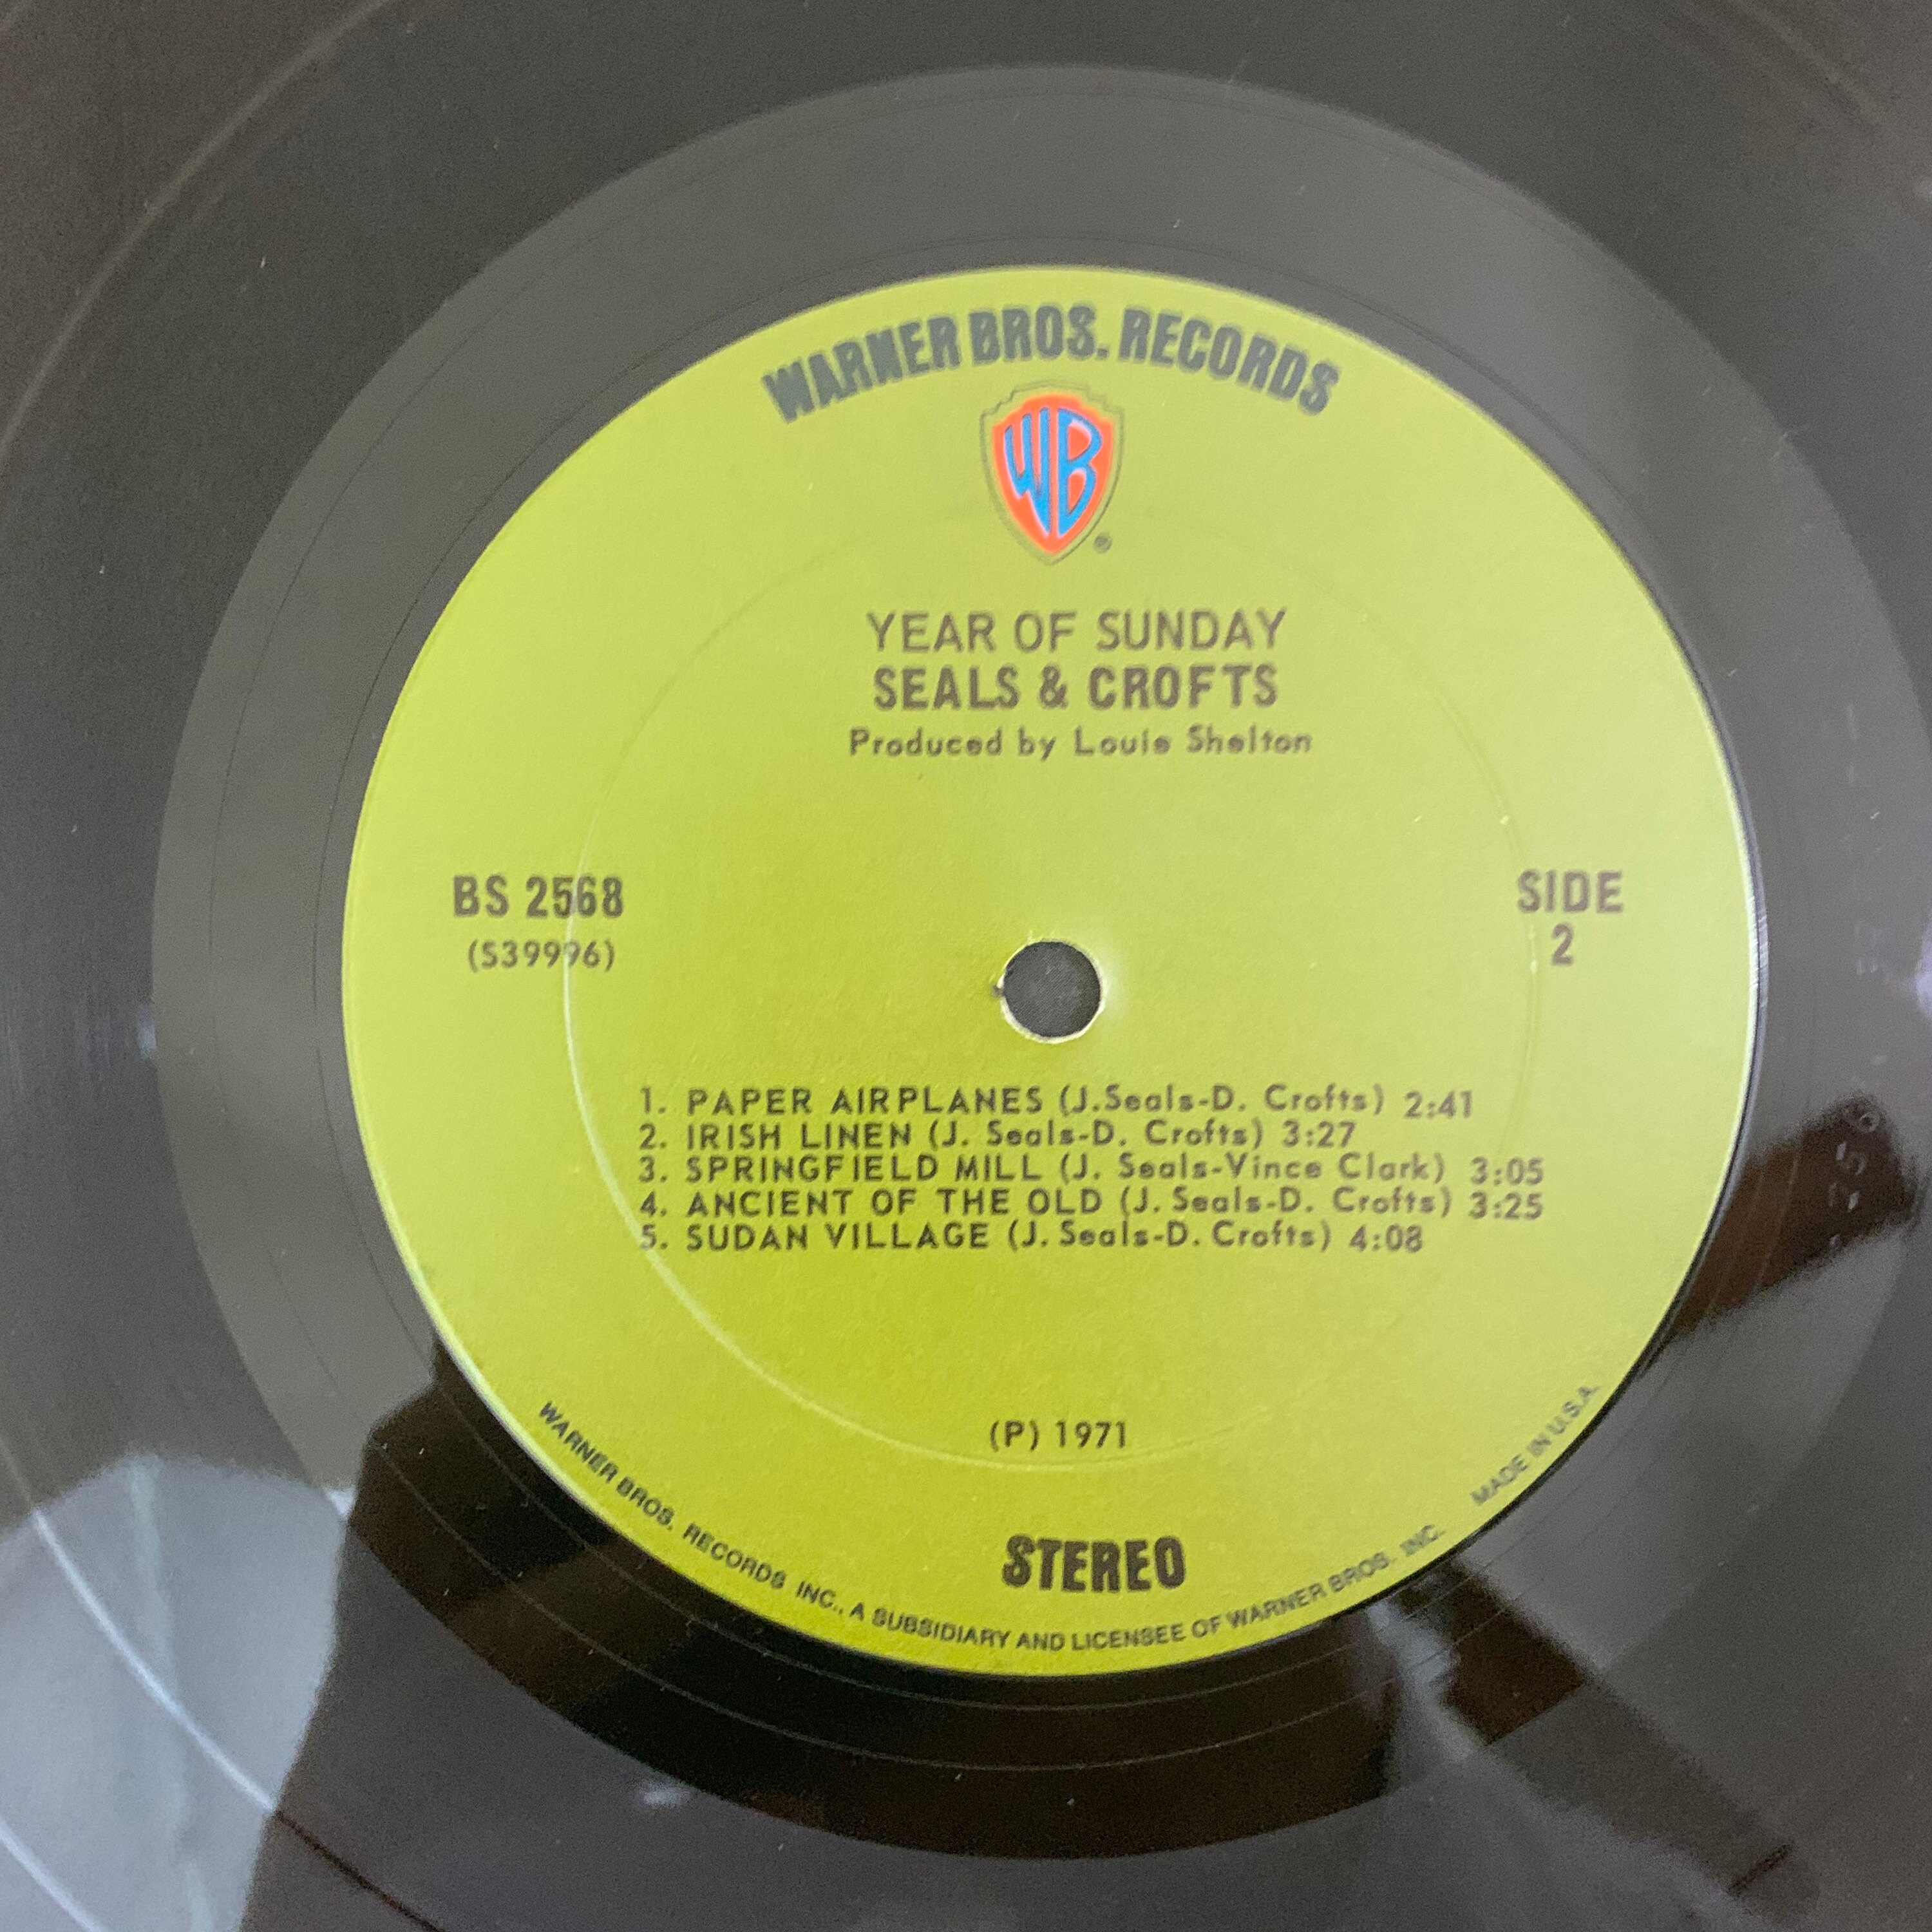 WARNER BROS. RECORDS
WB
®
YEAR OF SUNDAY
SEALS & CROFTS
Produced by Louie Shelton
BS 2568
(S39996)
SIDE
2
1. PAPER AIRPLANES (J.Seals-D. Crofts) 2:41
2. IRISH LINEN (J. Seals-D. Crofts) 3:27
3. SPRINGFIELD MILL (J. Seals-Vince Clark) 3:05
4. ANCIENT OF THE OLD (J. Seals-D. Crofts) 3:25
5. SUDAN VILLAGE (J. Seals-D. Crofts) 4:08
(P) 1971
STEREO
WARNER BROS. RECORDS INC., A SUBSIDIARY AND LICENSEE OF WARNER BROS. INC.
MADE IN U.S.A.